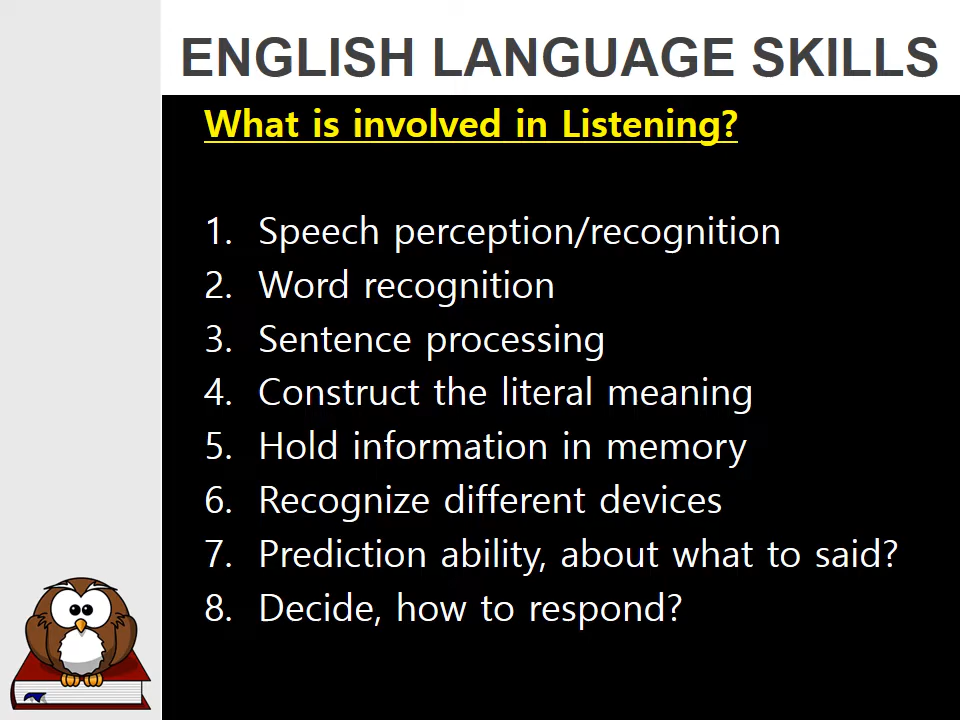 ENGLISH LANGUAGE SKILLS
What is involved in Listening?
1. Speech perception/recognition
2. Word recognition
3. Sentence processing
4. Construct the literal meaning
5. Hold information in memory
6. Recognize different devices
7. Prediction ability, about what to said?
8. Decide, how to respond?